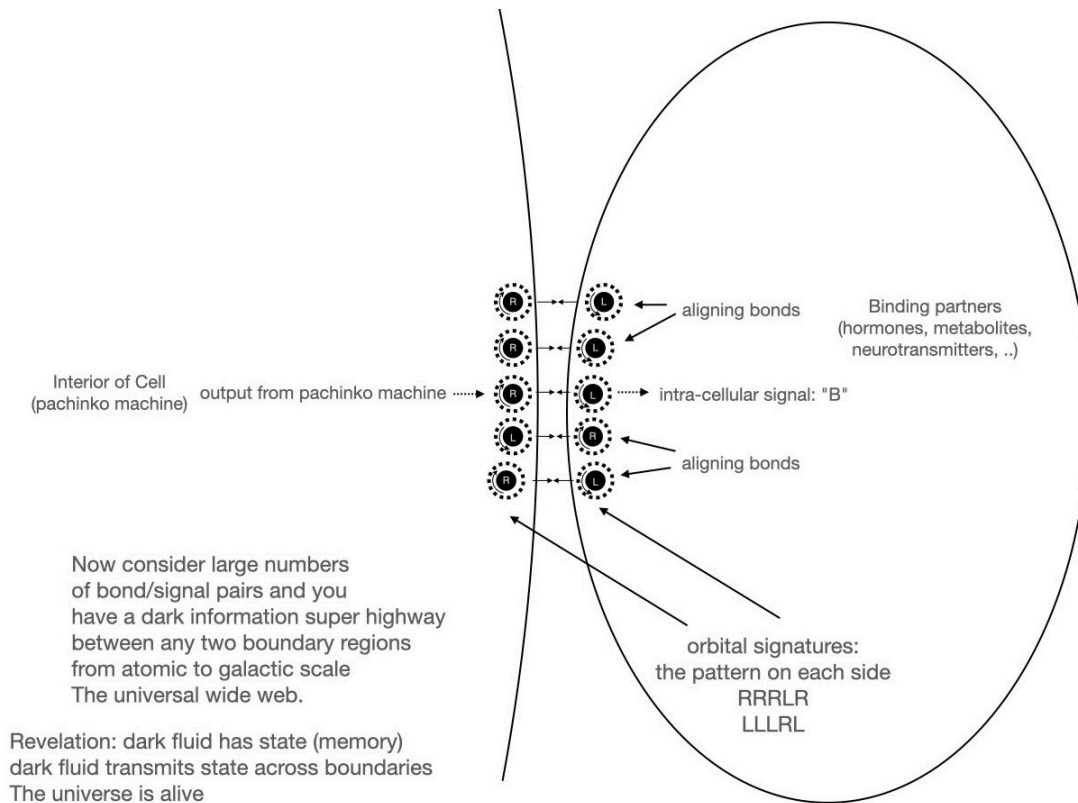 R L
aligning bonds
Binding partners
(hormones, metabolites,
neurotransmitters, ..)
R L
Interior of Cell
(pachinko machine)
output from pachinko machine
R L
intra-cellular signal: "B"
L R
aligning bonds
R L
Now consider large numbers
of bond/signal pairs and you
have a dark information super highway
between any two boundary regions
from atomic to galactic scale
The universal wide web.
orbital signatures:
the pattern on each side
RRRLR
LLLRL
Revelation: dark fluid has state (memory)
dark fluid transmits state across boundaries
The universe is alive